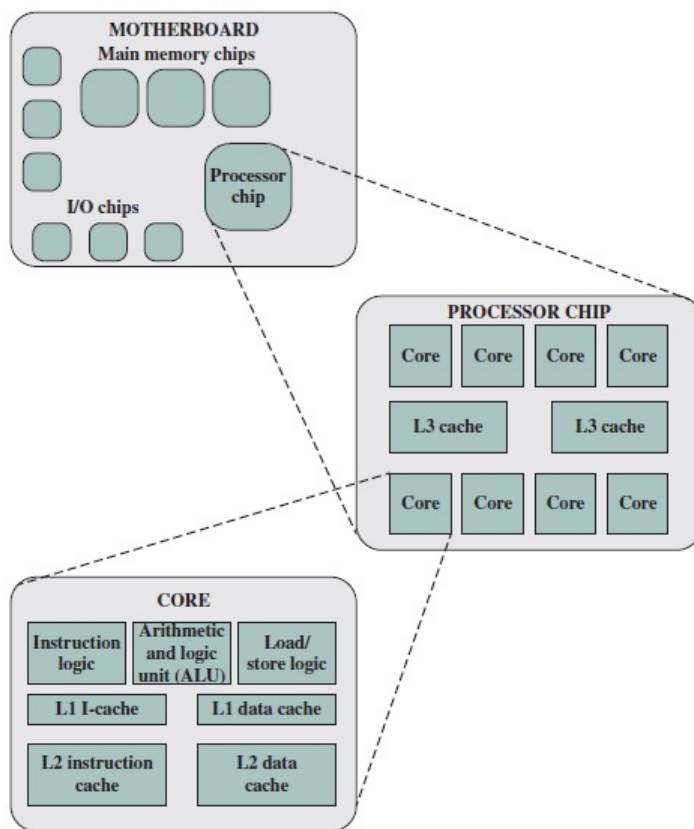 MOTHERBOARD
Main memory chips
Processor
chip
I/O chips
PROCESSOR CHIP
Core
Core
Core
Core
L3 cache
L3 cache
Core
Core
Core
Core
CORE
Instruction
logic
Arithmetic
and logic
unit (ALU)
Load/
store logic
L1 I-cache
L1 data cache
L2 instruction
cache
L2 data
cache